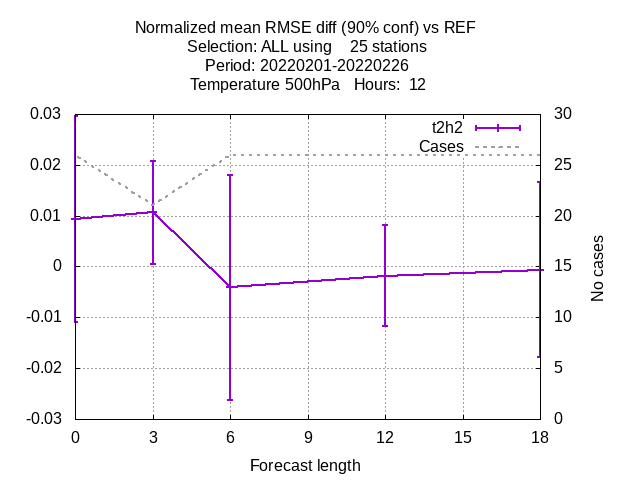 Normalized mean RMSE diff (90% conf) vs REF
Selection: ALL using    25 stations
Period: 20220201-20220226
Temperature 500hPa   Hours:  12
t2h2
Cases
0.03
0.02
0.01
0
-0.01
-0.02
-0.03
30
25
20
15
10
5
0
No cases
0 3 6 9 12 15 18
Forecast length